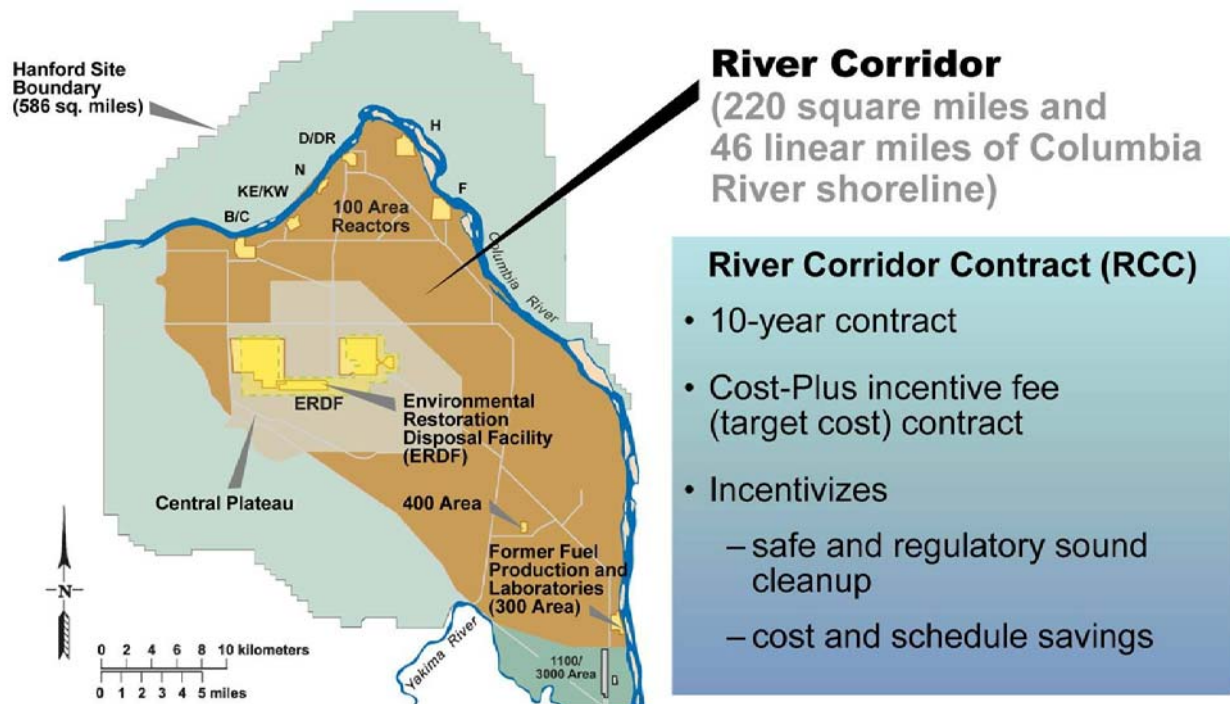 Hanford Site
Boundary
(586 sq. miles)
D/DR
H
N
KE/KW
F
B/C
100 Area
Reactors
Columbia River
ERDF
Environmental
Restoration
Disposal Facility
(ERDF)
Central Plateau
400 Area
Former Fuel
Production and
Laboratories
(300 Area)
N
Yakima River
1100/
3000 Area
0 2 4 6 8 10 kilometers
0 1 2 3 4 5 miles
River Corridor
(220 square miles and
46 linear miles of Columbia
River shoreline)
River Corridor Contract (RCC)
• 10-year contract
• Cost-Plus incentive fee
(target cost) contract
• Incentivizes
– safe and regulatory sound
cleanup
– cost and schedule savings